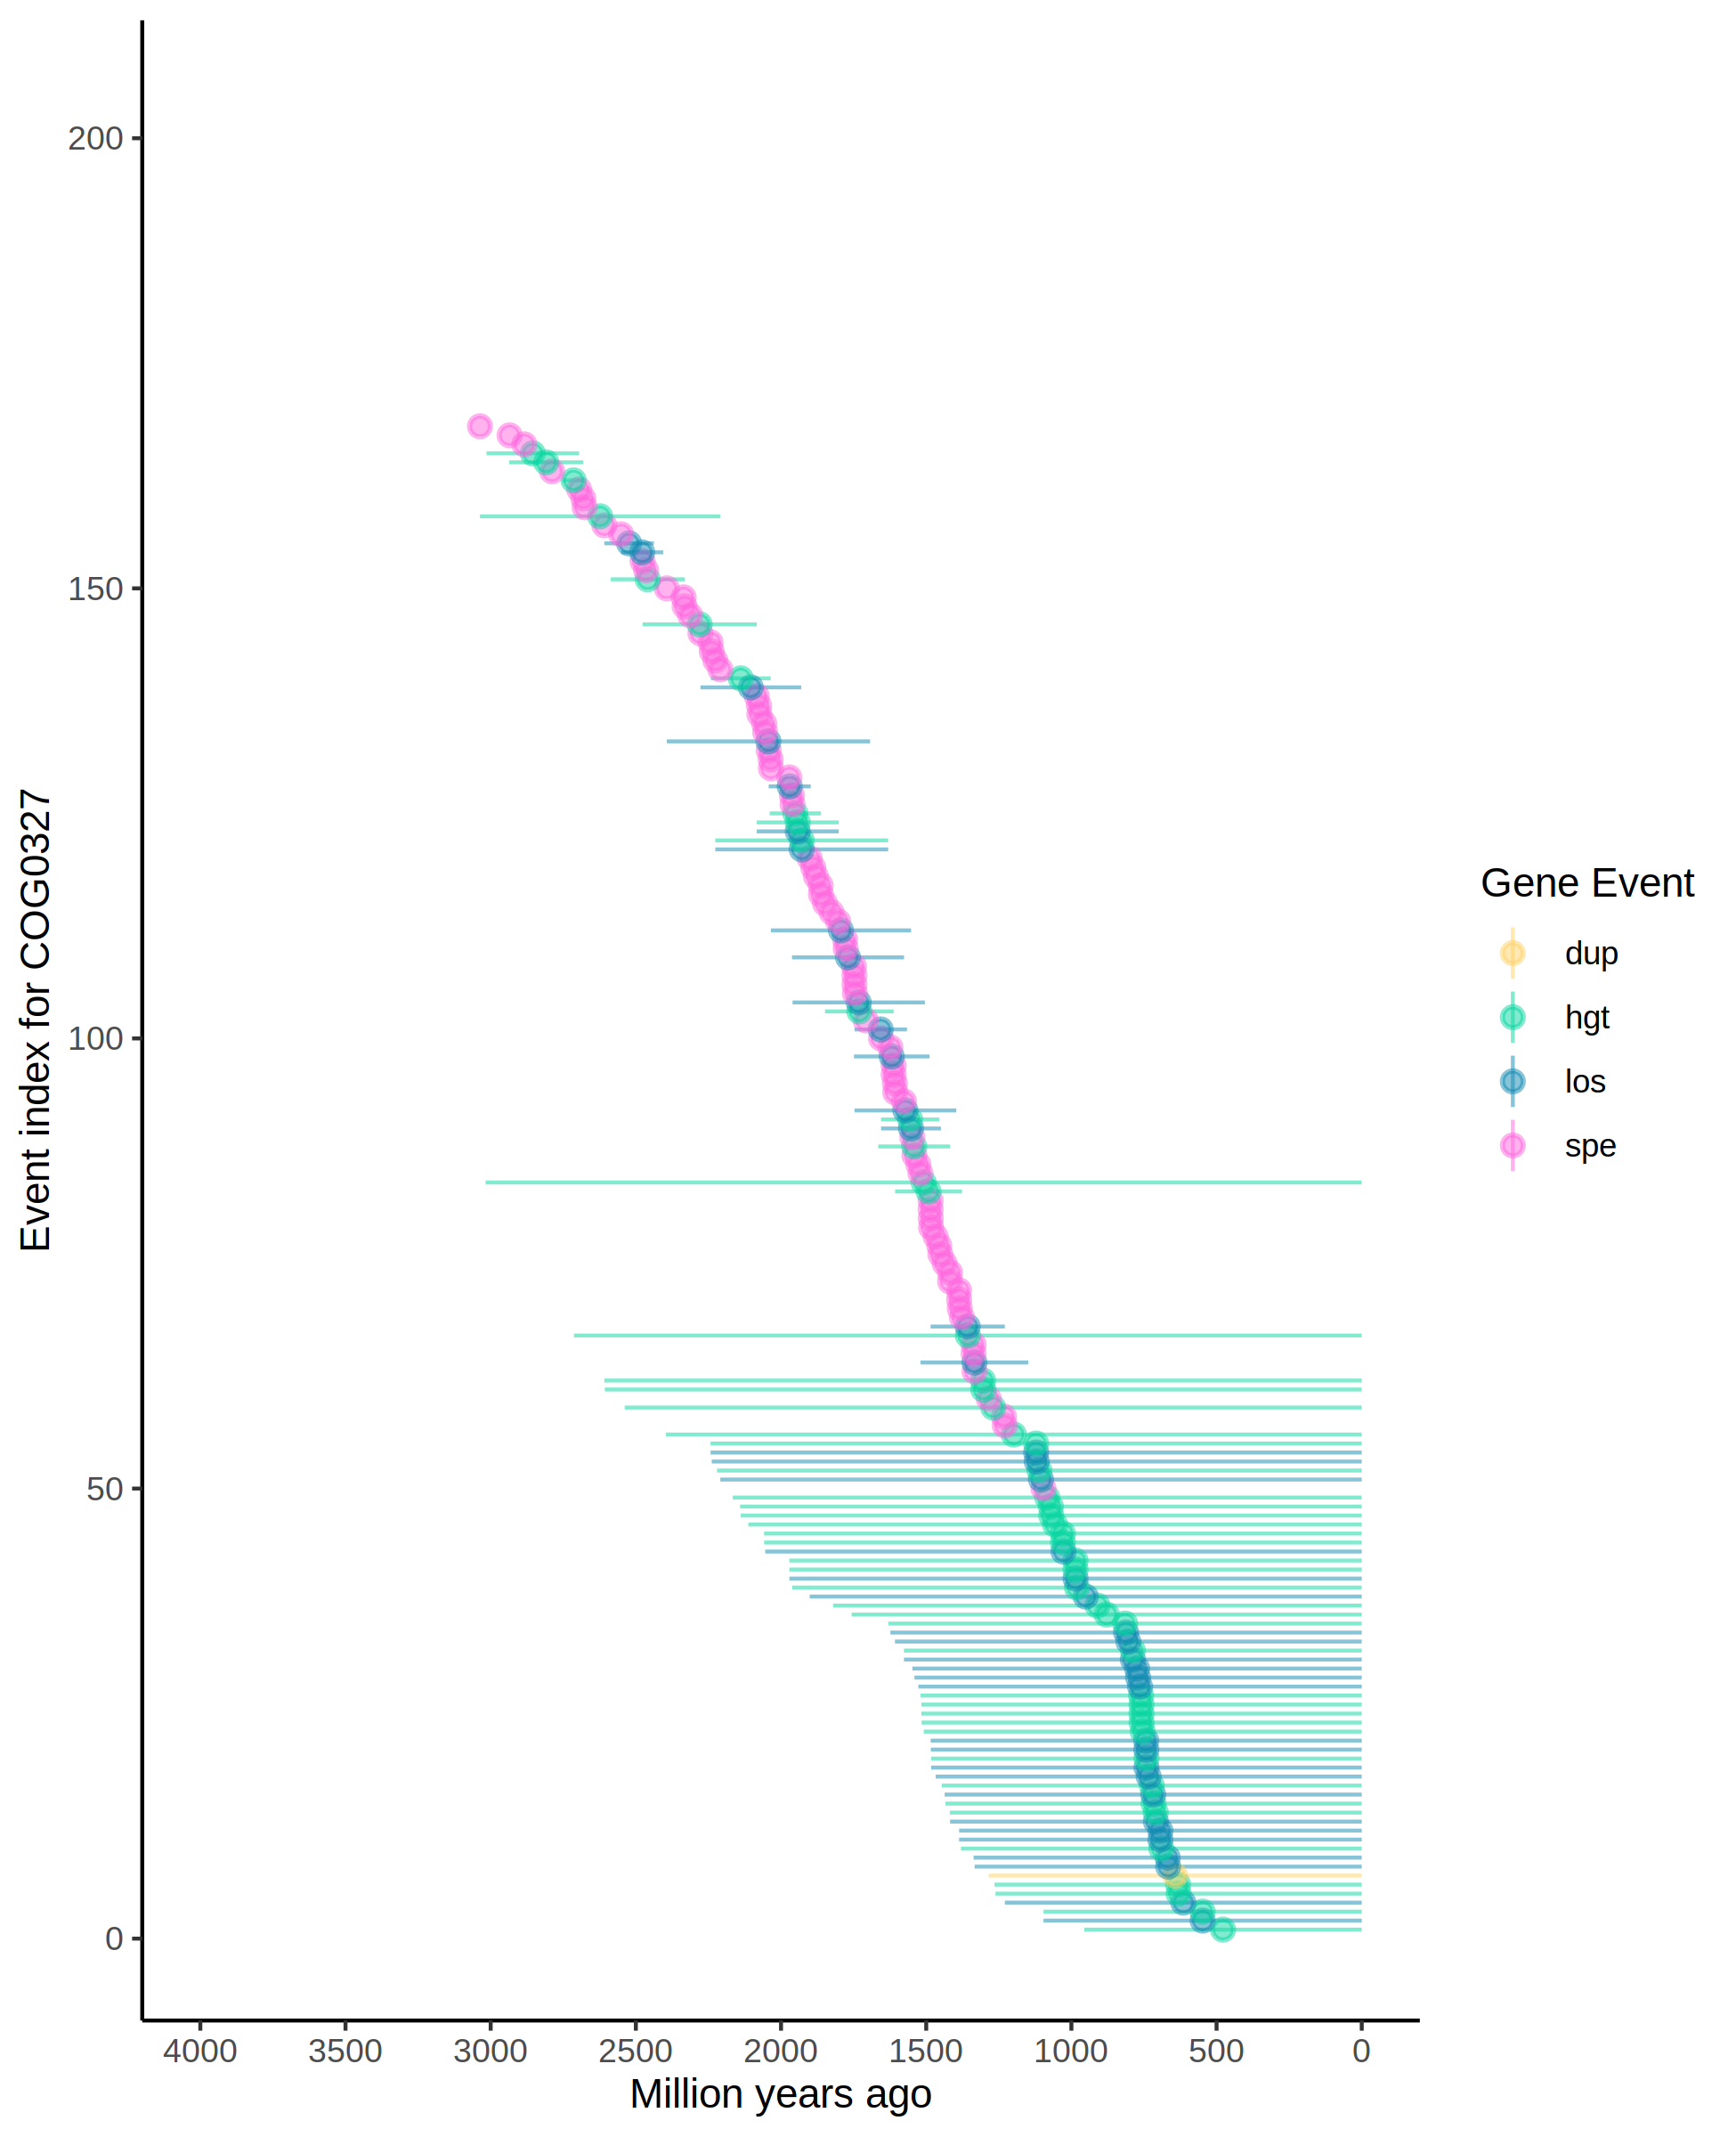 200
150
100
50
0
Event index for COG0327
4000 3500 3000 2500 2000 1500 1000 500 0
Million years ago
Gene Event
dup
hgt
los
spe